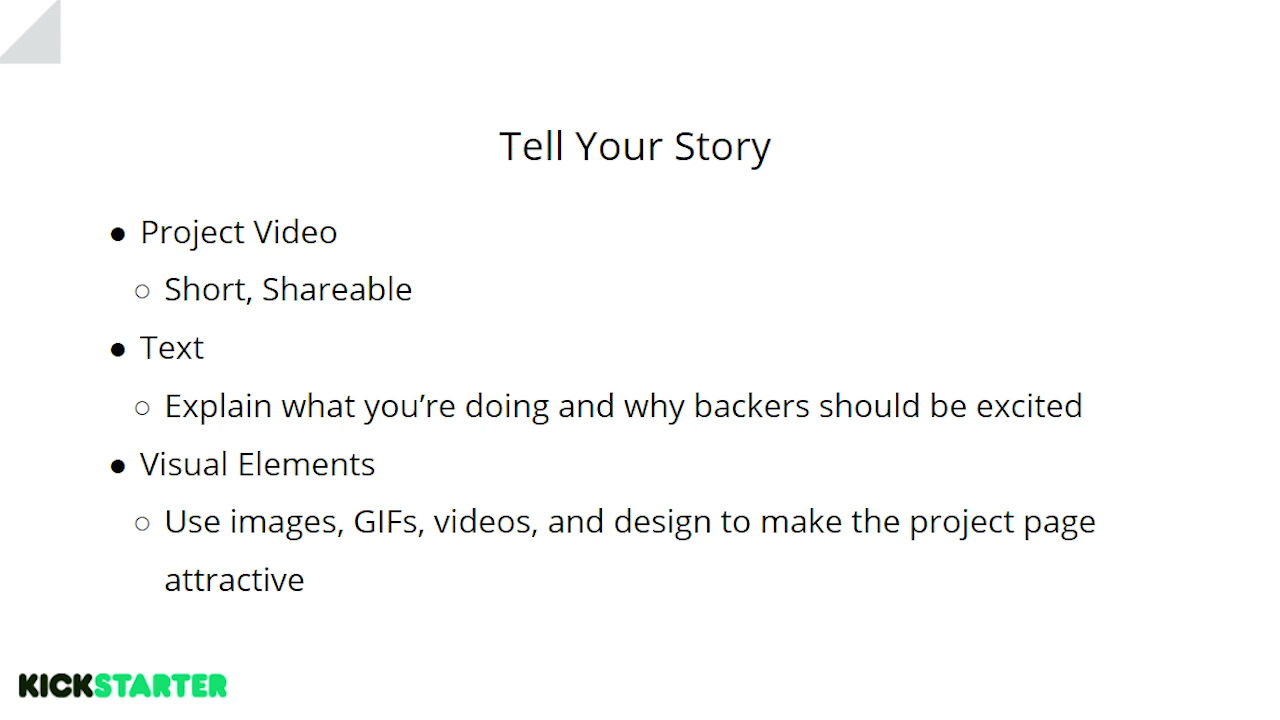 Tell Your Story
● Project Video
○ Short, Shareable
● Text
○ Explain what you’re doing and why backers should be excited
● Visual Elements
○ Use images, GIFs, videos, and design to make the project page
attractive
KICKSTARTER